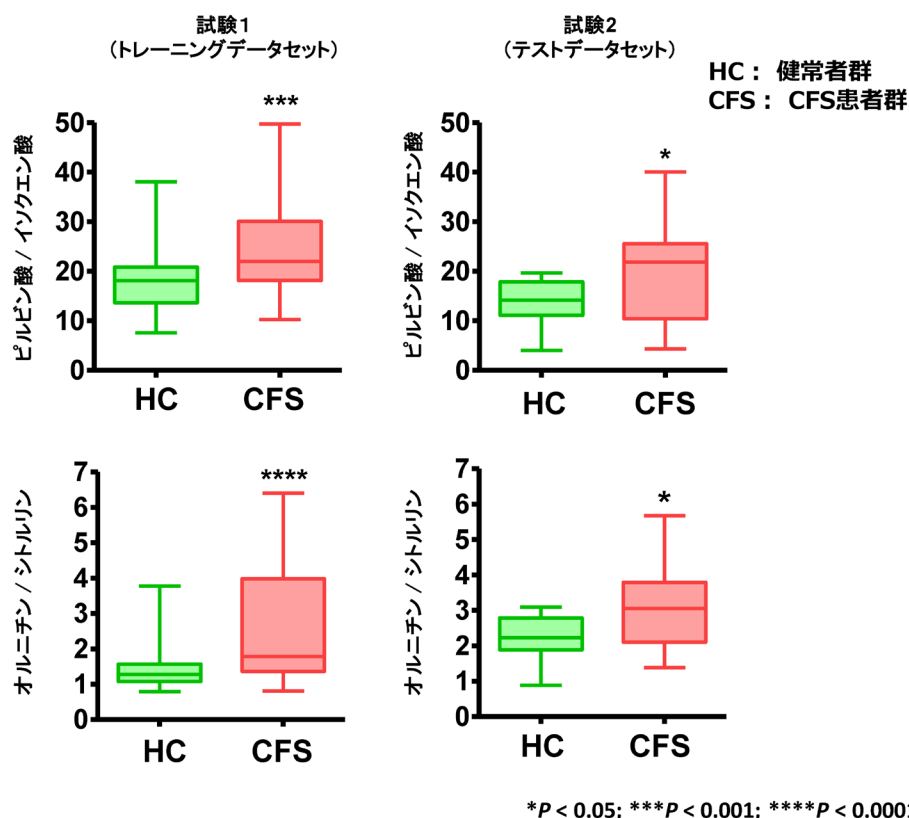 試験1
(トレーニングデータセット)
試験2
(テストデータセット)
HC : 健常者群
CFS : CFS患者群
ピルビン酸 / イソクエン酸
50
40
30
20
10
0
***
HC
CFS
ピルビン酸 / イソクエン酸
50
40
30
20
10
0
*
HC
CFS
オルニチン / シトルリン
7
6
5
4
3
2
1
0
****
HC
CFS
オルニチン / シトルリン
7
6
5
4
3
2
1
0
*
HC
CFS
*P < 0.05; ***P < 0.001; ****P < 0.0001